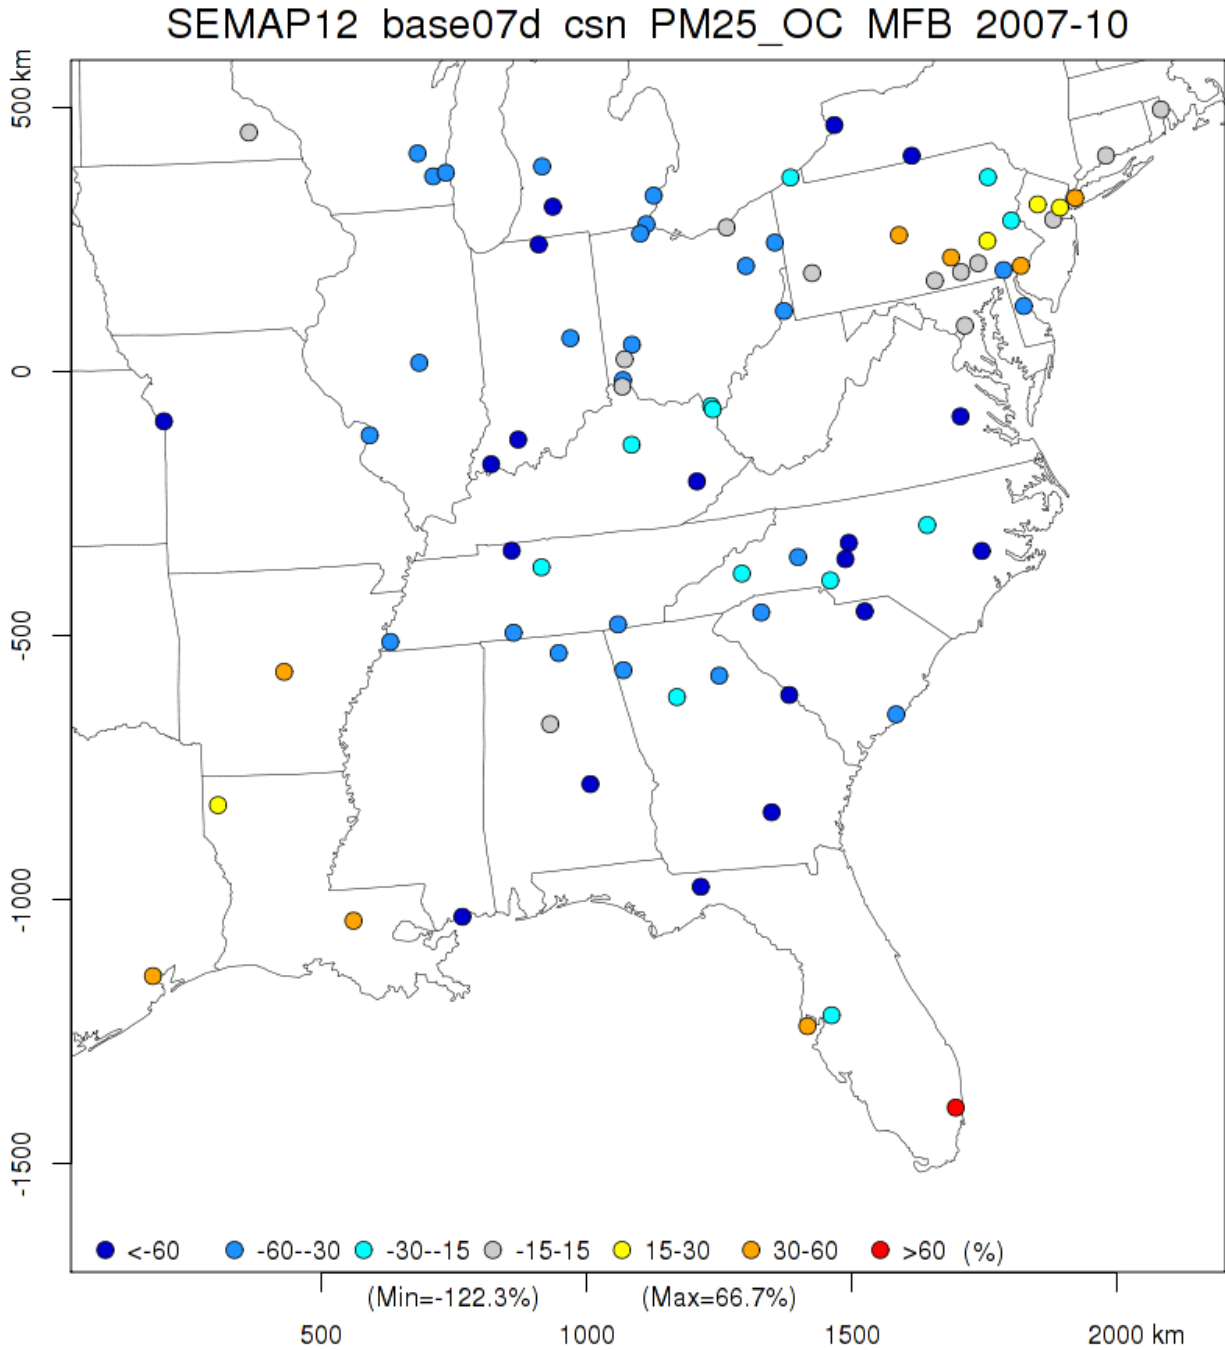 SEMAP12 base07d csn PM25_OC MFB 2007-10
500 km
0
-500
-1000
-1500
<-60 -60--30 -30--15 -15-15 15-30 30-60 >60 (%)
(Min=-122.3%) (Max=66.7%)
500 1000 1500 2000 km